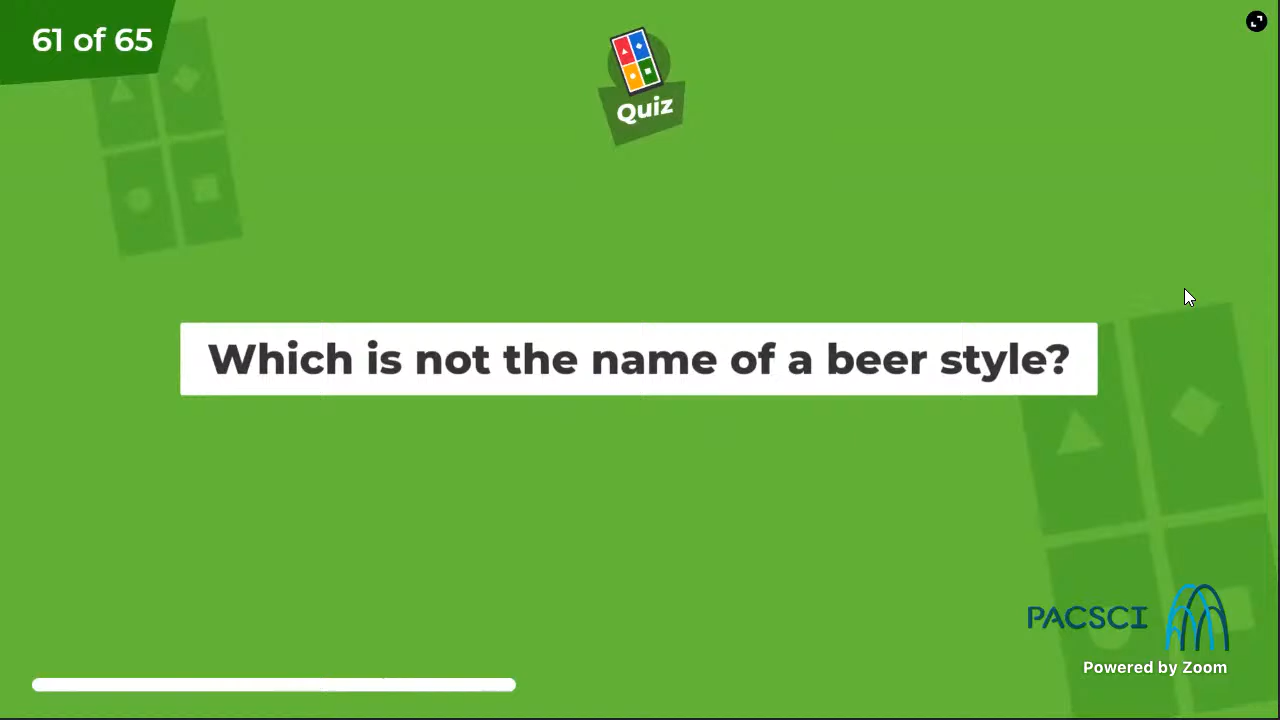 61 of 65
Quiz
Which is not the name of a beer style?
PACSCI
Powered by Zoom